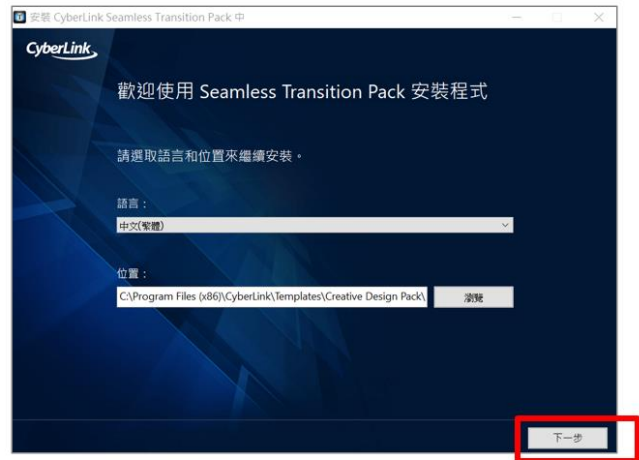 安裝 CyberLink Seamless Transition Pack 中
CyberLink
歡迎使用 Seamless Transition Pack 安裝程式
請選取語言和位置來繼續安裝。
語言：
中文(繁體)
位置：
C:\Program Files (x86)\CyberLink\Templates\Creative Design Pack\
瀏覽
下一步